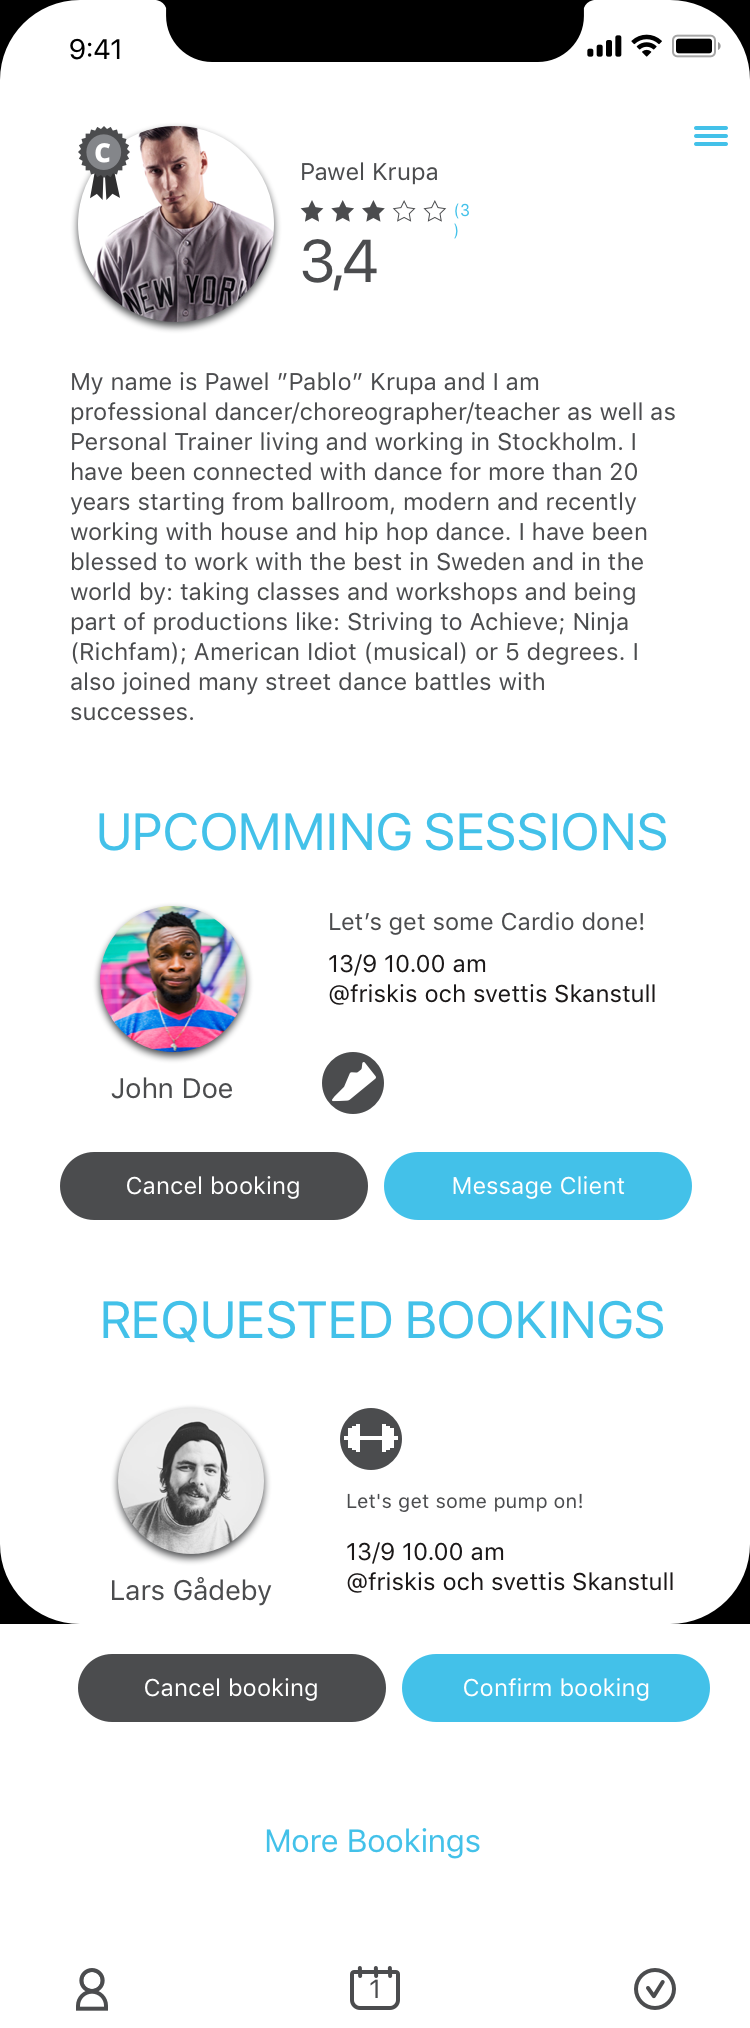 9:41
C
Pawel Krupa
(3
)
3,4
NEW YOR
My name is Pawel ”Pablo” Krupa and I am
professional dancer/choreographer/teacher as well as
Personal Trainer living and working in Stockholm. I
have been connected with dance for more than 20
years starting from ballroom, modern and recently
working with house and hip hop dance. I have been
blessed to work with the best in Sweden and in the
world by: taking classes and workshops and being
part of productions like: Striving to Achieve; Ninja
(Richfam); American Idiot (musical) or 5 degrees. I
also joined many street dance battles with
successes.
UPCOMMING SESSIONS
Let’s get some Cardio done!
13/9 10.00 am
@friskis och svettis Skanstull
John Doe
Cancel booking
Message Client
REQUESTED BOOKINGS
Let's get some pump on!
13/9 10.00 am
@friskis och svettis Skanstull
Lars Gådeby
Cancel booking
Confirm booking
More Bookings
1